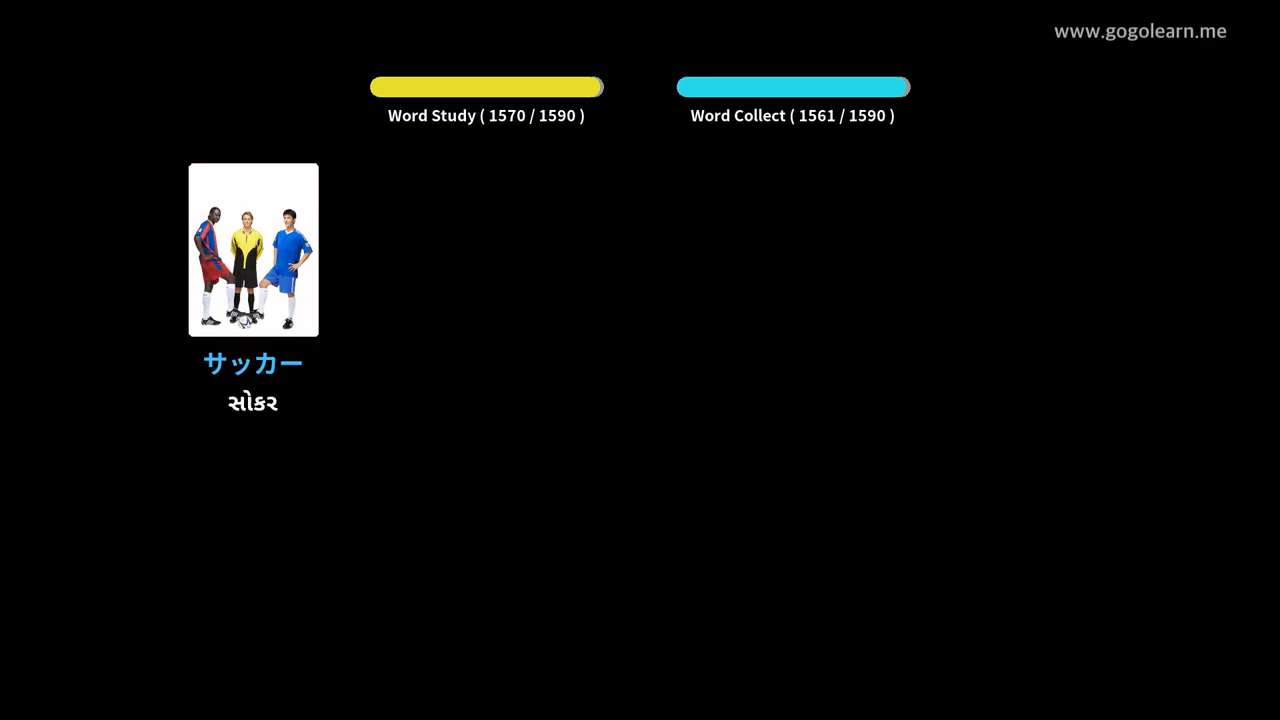 www.gogolearn.me
Word Study ( 1570 / 1590 )
Word Collect ( 1561 / 1590 )
サッカー
સોકર